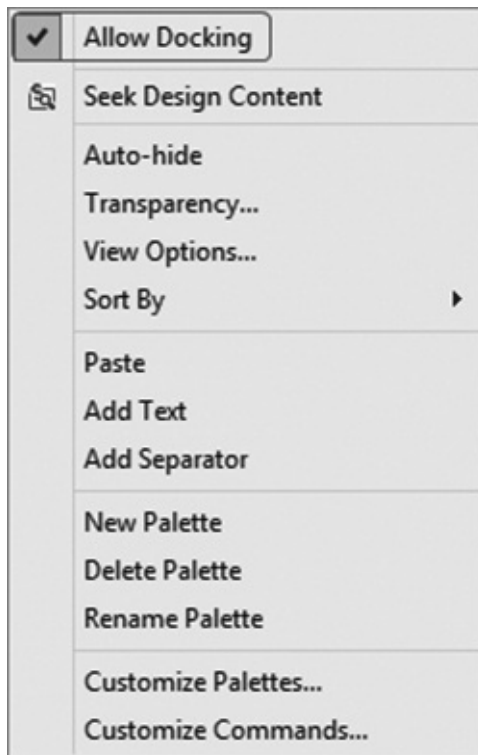 Allow Docking
Seek Design Content
Auto-hide
Transparency...
View Options...
Sort By
Paste
Add Text
Add Separator
New Palette
Delete Palette
Rename Palette
Customize Palettes...
Customize Commands...